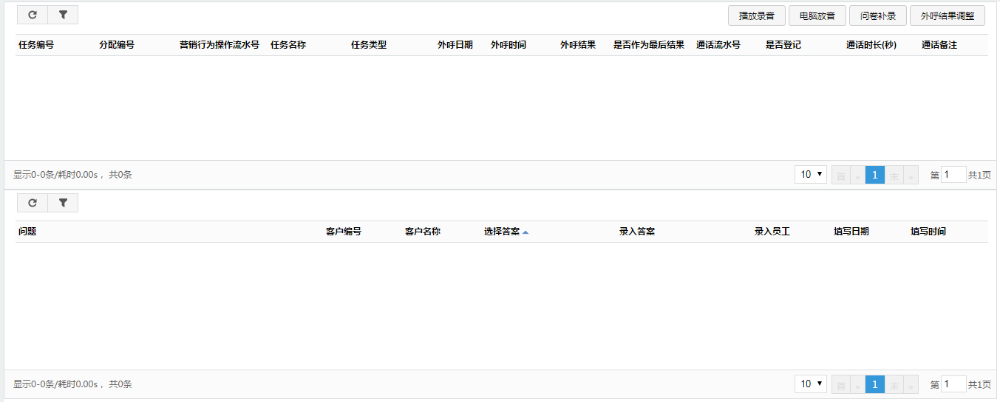 播放录音 电脑放音 问卷补录 外呼结果调整
任务编号 分配编号 营销行为操作流水号 任务名称 任务类型 外呼日期 外呼时间 外呼结果 是否作为最后结果 通话流水号 是否登记 通话时长(秒) 通话备注
显示0-0条/耗时0.00s ，共0条 10 首 « 1 末 » 第 1 共1页
问题 客户编号 客户名称 选择答案 录入答案 录入员工 填写日期 填写时间
显示0-0条/耗时0.00s ，共0条 10 首 « 1 末 » 第 1 共1页